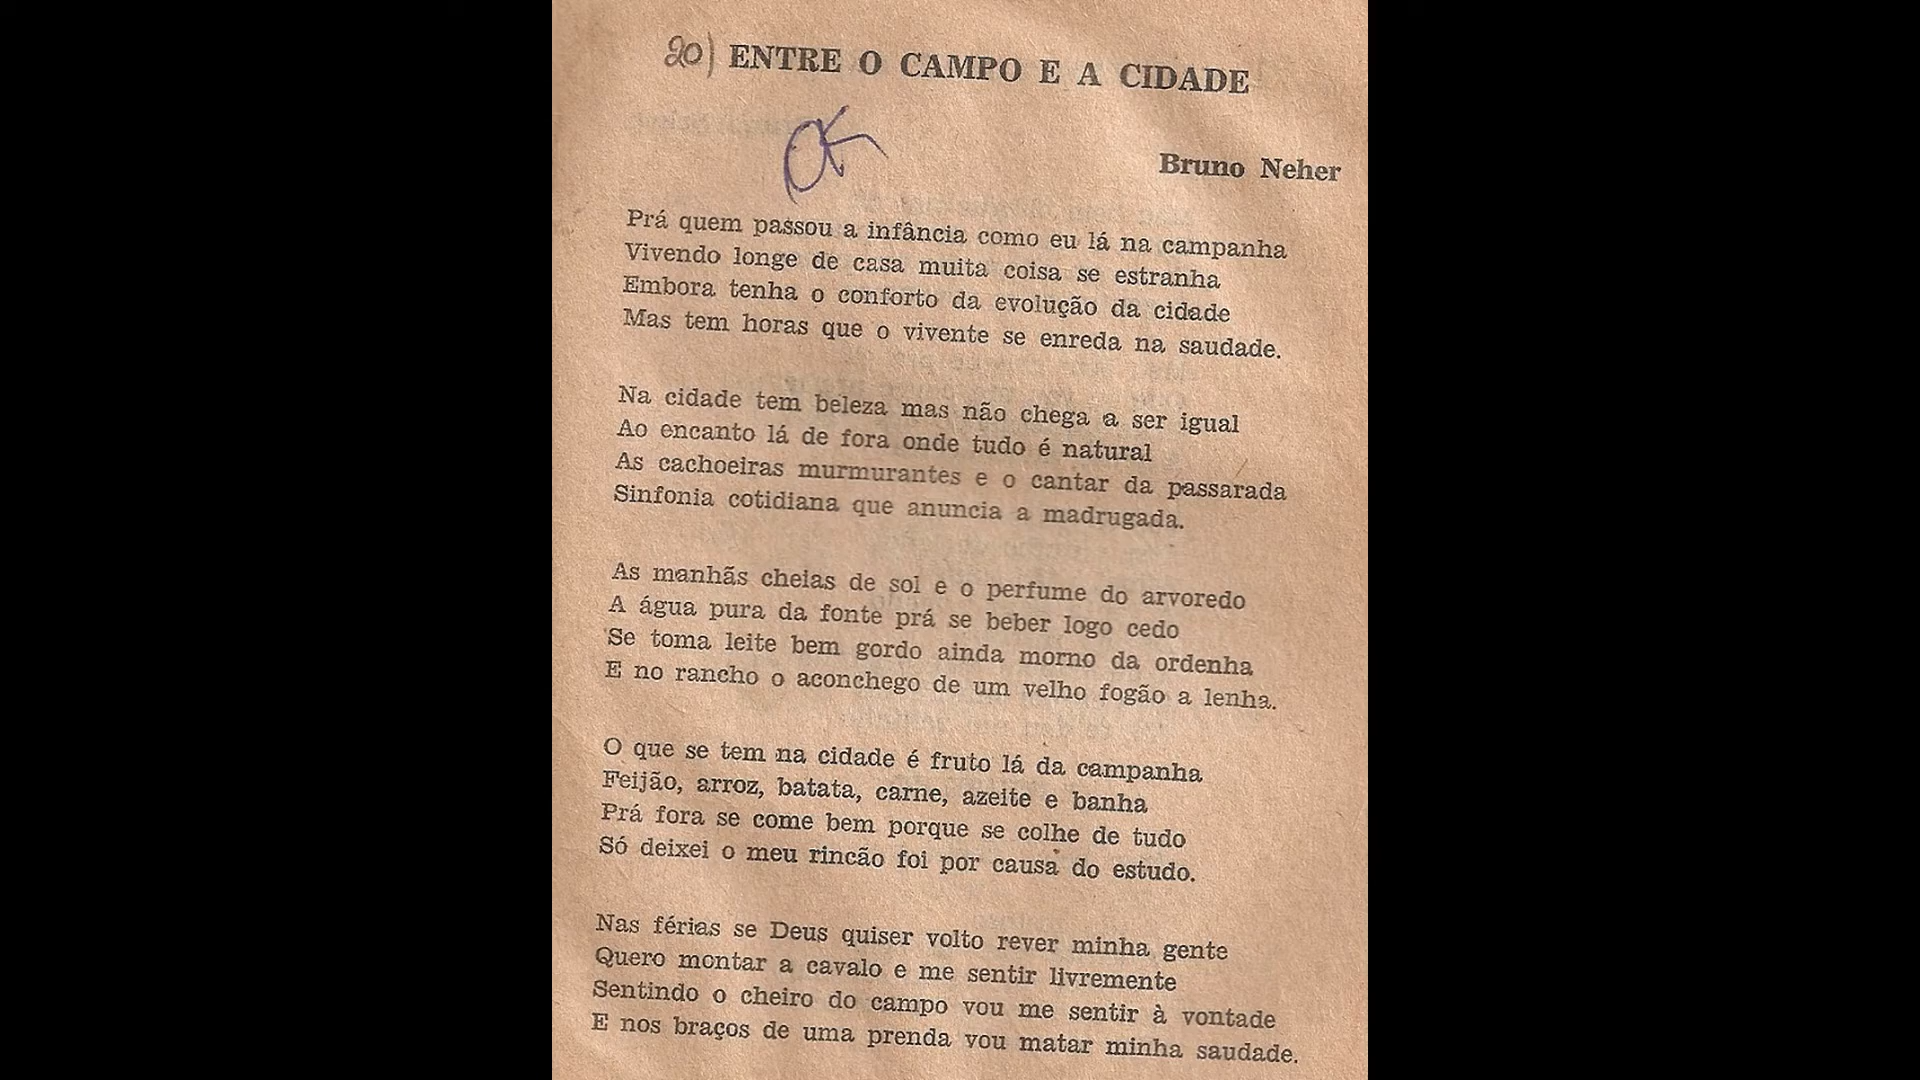 20) ENTRE O CAMPO E A CIDADE
OK
Bruno Neher
Prá quem passou a infância como eu lá na campanha
Vivendo longe de casa muita coisa se estranha
Embora tenha o conforto da evolução da cidade
Mas tem horas que o vivente se enreda na saudade.
Na cidade tem beleza mas não chega a ser igual
Ao encanto lá de fora onde tudo é natural
As cachoeiras murmurantes e o cantar da passarada
Sinfonia cotidiana que anuncia a madrugada.
As manhãs cheias de sol e o perfume do arvoredo
A água pura da fonte prá se beber logo cedo
Se toma leite bem gordo ainda morno da ordenha
E no rancho o aconchego de um velho fogão a lenha.
O que se tem na cidade é fruto lá da campanha
Feijão, arroz, batata, carne, azeite e banha
Prá fora se come bem porque se colhe de tudo
Só deixei o meu rincão foi por causa do estudo.
Nas férias se Deus quiser volto rever minha gente
Quero montar a cavalo e me sentir livremente
Sentindo o cheiro do campo vou me sentir à vontade
E nos braços de uma prenda vou matar minha saudade.